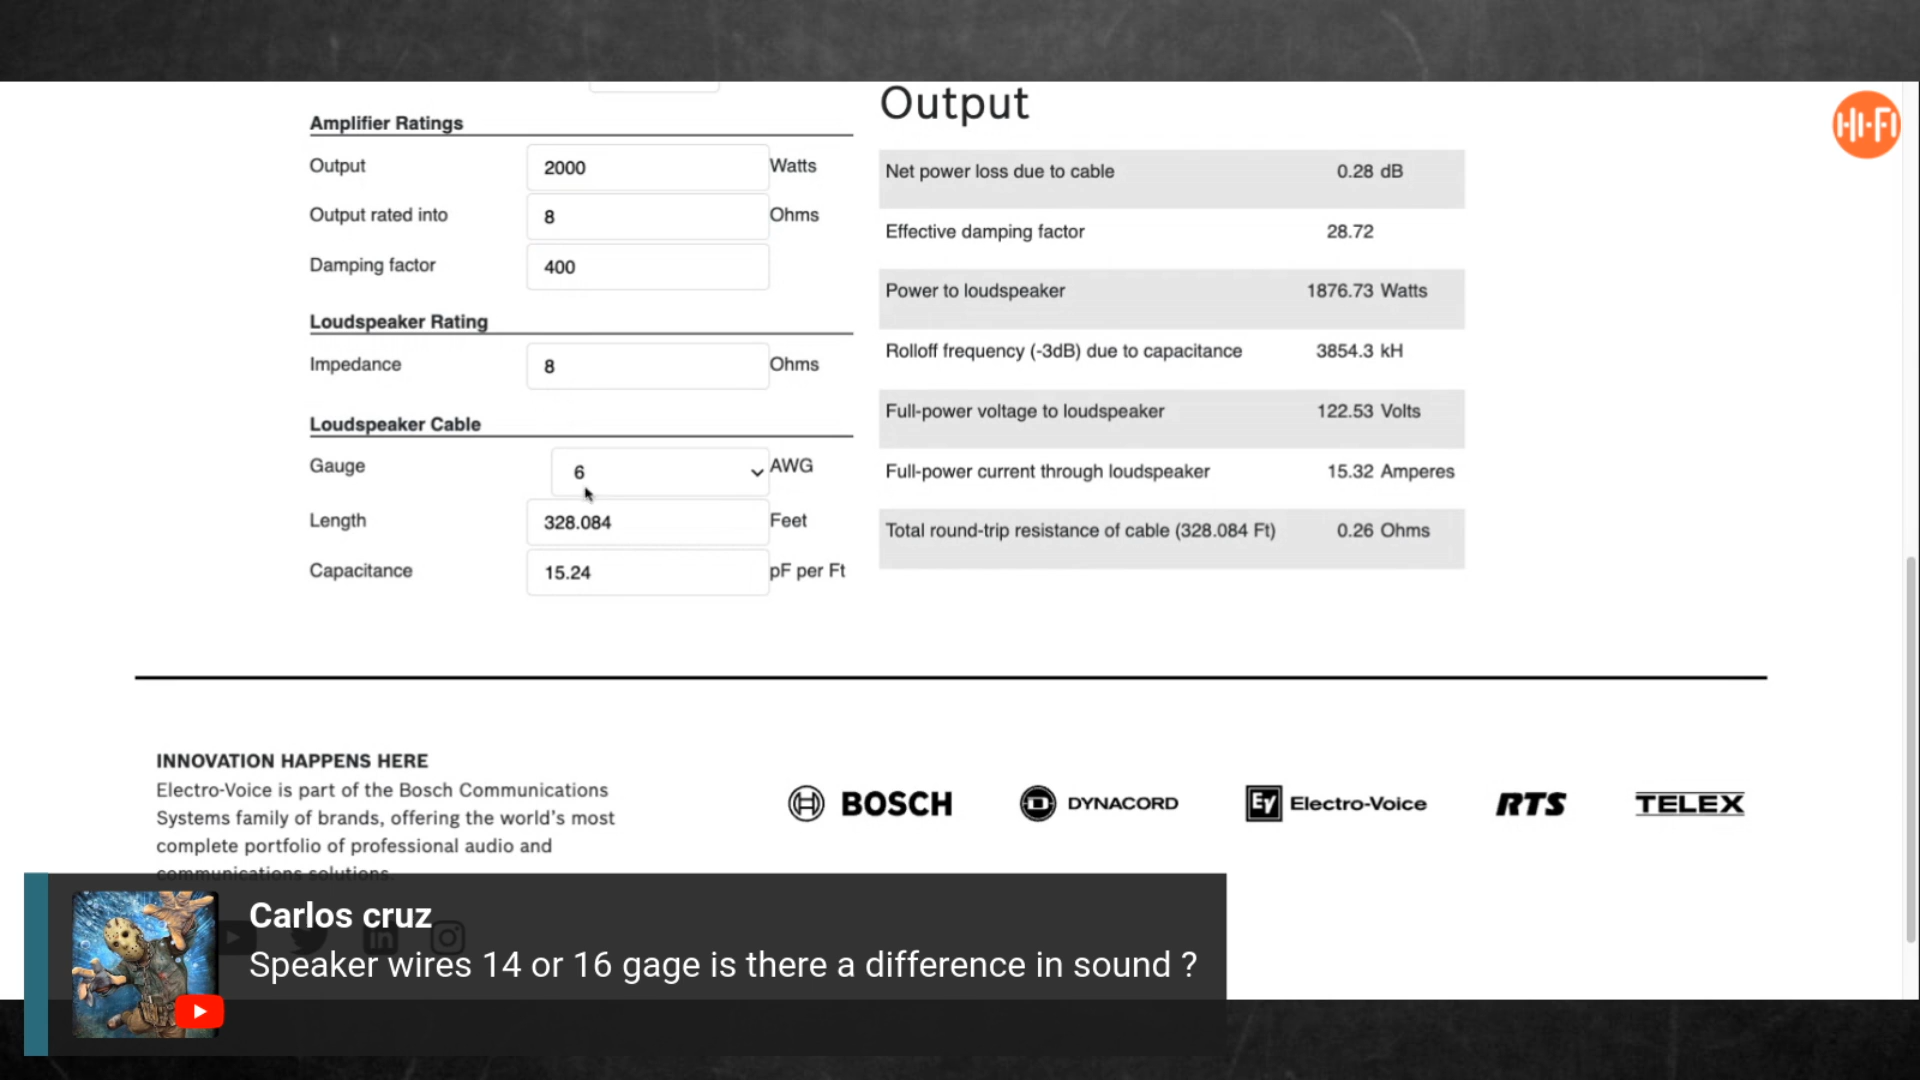 Output
HI-FI
Amplifier Ratings
Output 2000 Watts
Output rated into 8 Ohms
Damping factor 400
Loudspeaker Rating
Impedance 8 Ohms
Loudspeaker Cable
Gauge 6 AWG
Length 328.084 Feet
Capacitance 15.24 pF per Ft
Net power loss due to cable 0.28 dB
Effective damping factor 28.72
Power to loudspeaker 1876.73 Watts
Rolloff frequency (-3dB) due to capacitance 3854.3 kH
Full-power voltage to loudspeaker 122.53 Volts
Full-power current through loudspeaker 15.32 Amperes
Total round-trip resistance of cable (328.084 Ft) 0.26 Ohms
INNOVATION HAPPENS HERE
Electro-Voice is part of the Bosch Communications
Systems family of brands, offering the world's most
complete portfolio of professional audio and
communications solutions.
BOSCH
D DYNACORD
EV Electro-Voice
RTS
TELEX
in
Carlos cruz
Speaker wires 14 or 16 gage is there a difference in sound ?